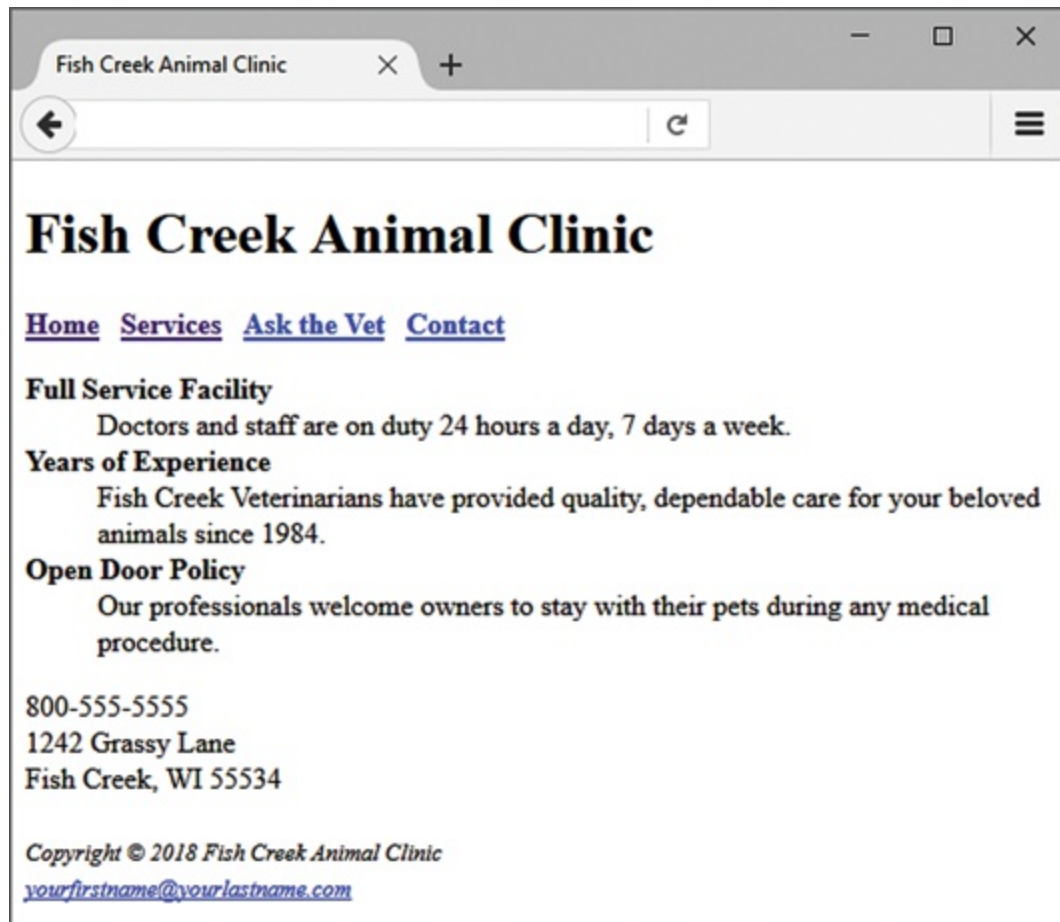 Fish Creek Animal Clinic
Fish Creek Animal Clinic
Home Services Ask the Vet Contact
Full Service Facility
Doctors and staff are on duty 24 hours a day, 7 days a week.
Years of Experience
Fish Creek Veterinarians have provided quality, dependable care for your beloved
animals since 1984.
Open Door Policy
Our professionals welcome owners to stay with their pets during any medical
procedure.
800-555-5555
1242 Grassy Lane
Fish Creek, WI 55534
Copyright © 2018 Fish Creek Animal Clinic
yourfirstname@yourlastname.com